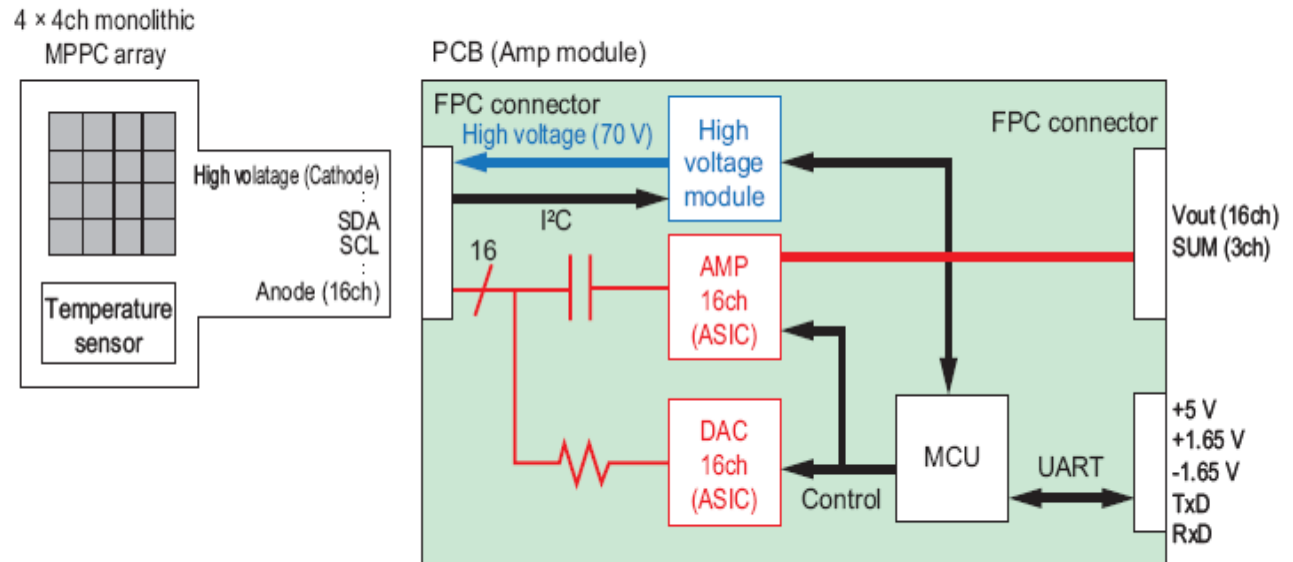 4 × 4ch monolithic
MPPC array
High volatage (Cathode)
:
SDA
SCL
:
Anode (16ch)
Temperature
sensor
PCB (Amp module)
FPC connector
High voltage (70 V)
I²C
16
High
voltage
module
AMP
16ch
(ASIC)
DAC
16ch
(ASIC)
Control
MCU
UART
FPC connector
Vout (16ch)
SUM (3ch)
+5 V
+1.65 V
-1.65 V
TxD
RxD